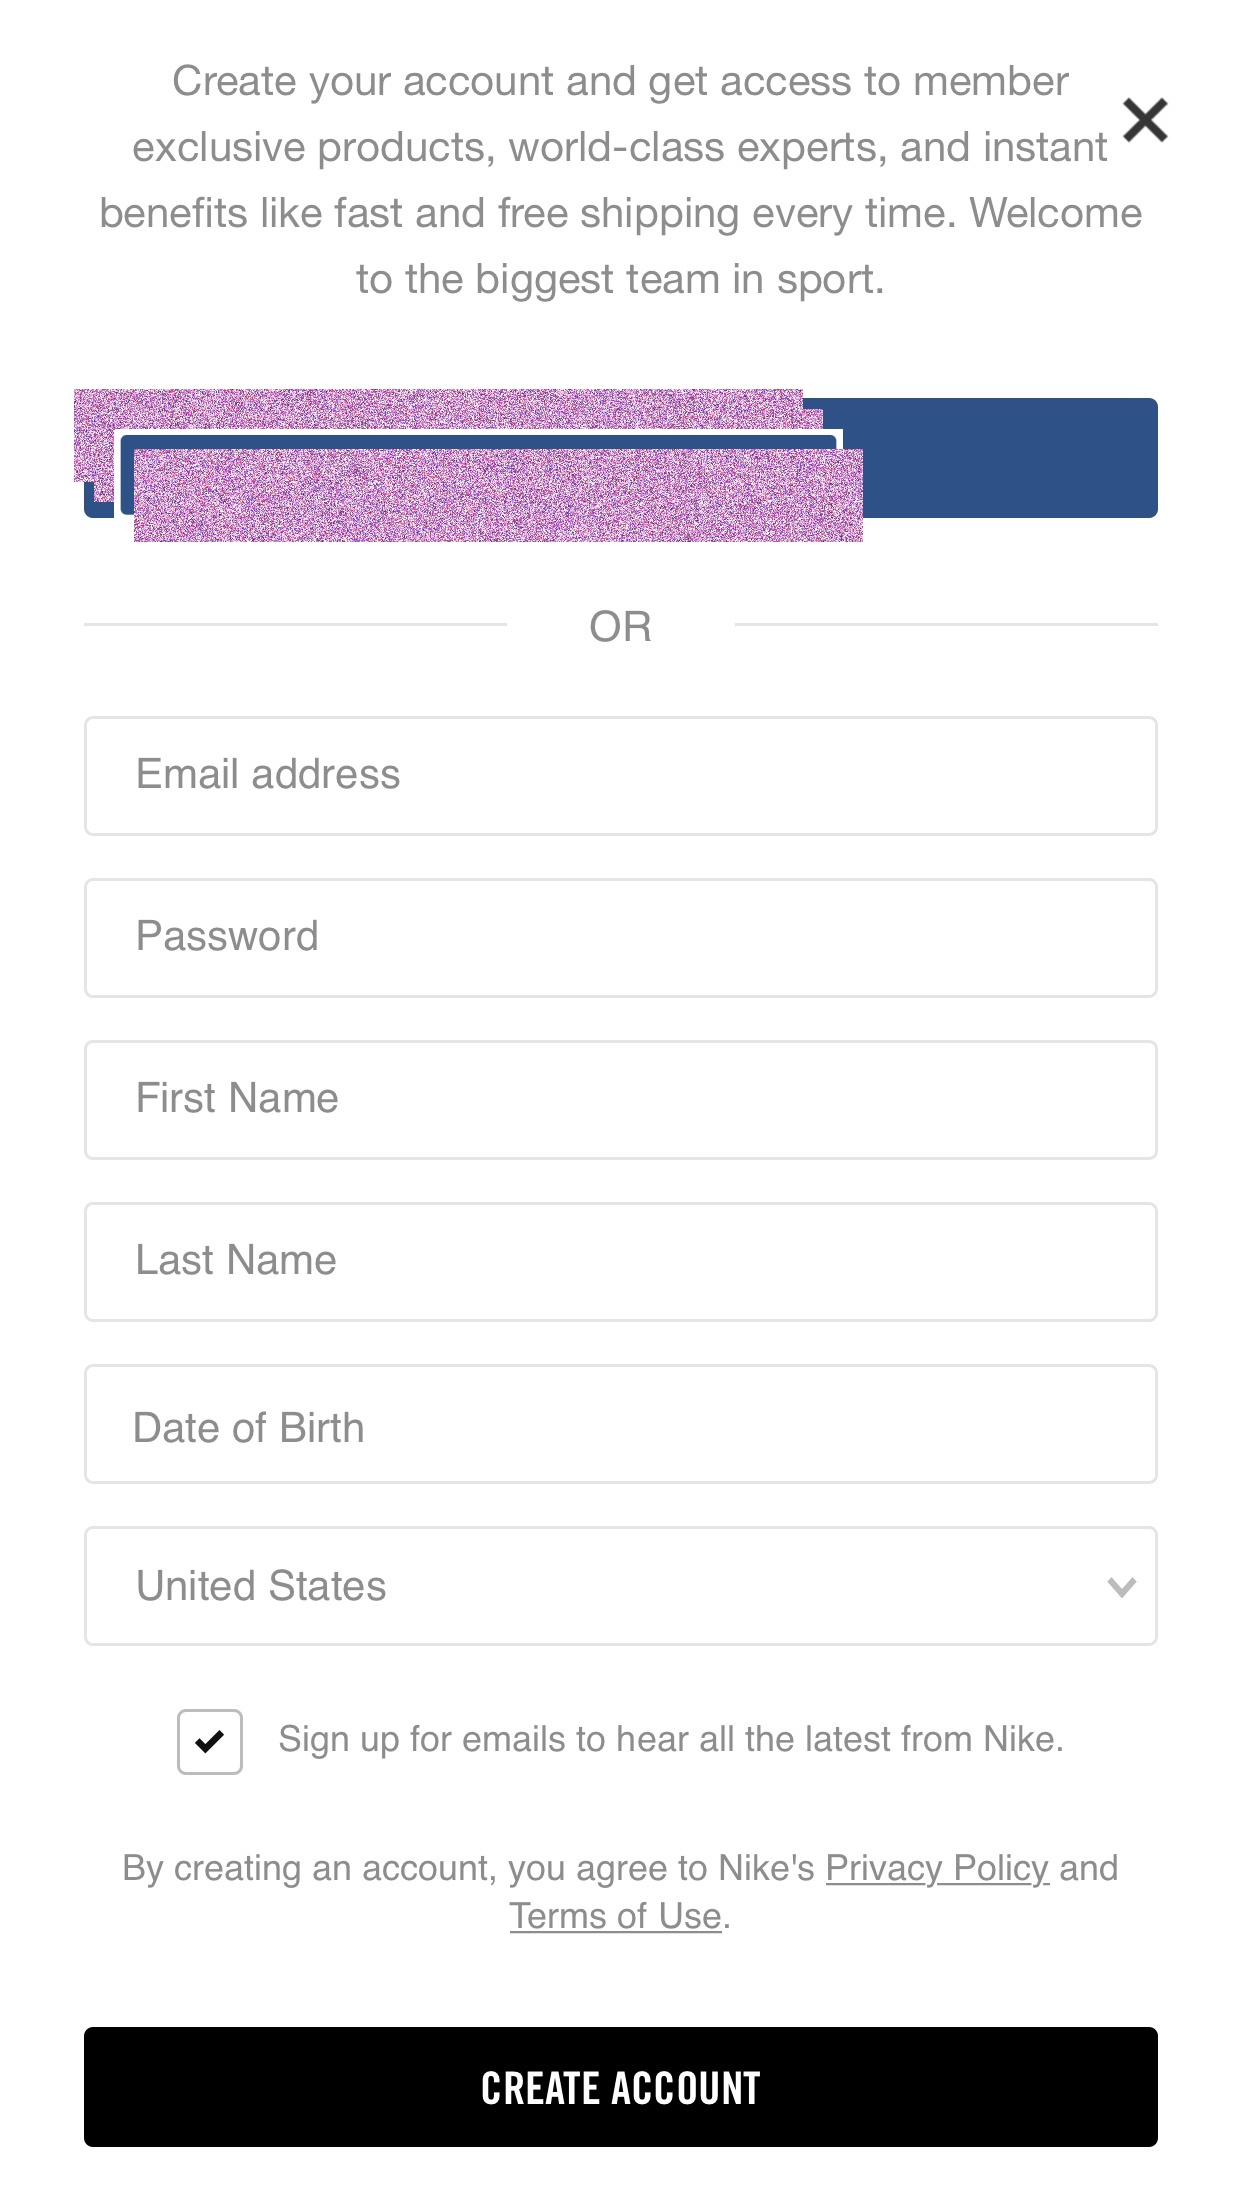 Create your account and get access to member
exclusive products, world-class experts, and instant
benefits like fast and free shipping every time. Welcome
to the biggest team in sport.
OR
Email address
Password
First Name
Last Name
Date of Birth
United States
Sign up for emails to hear all the latest from Nike.
By creating an account, you agree to Nike's Privacy Policy and
Terms of Use.
CREATE ACCOUNT